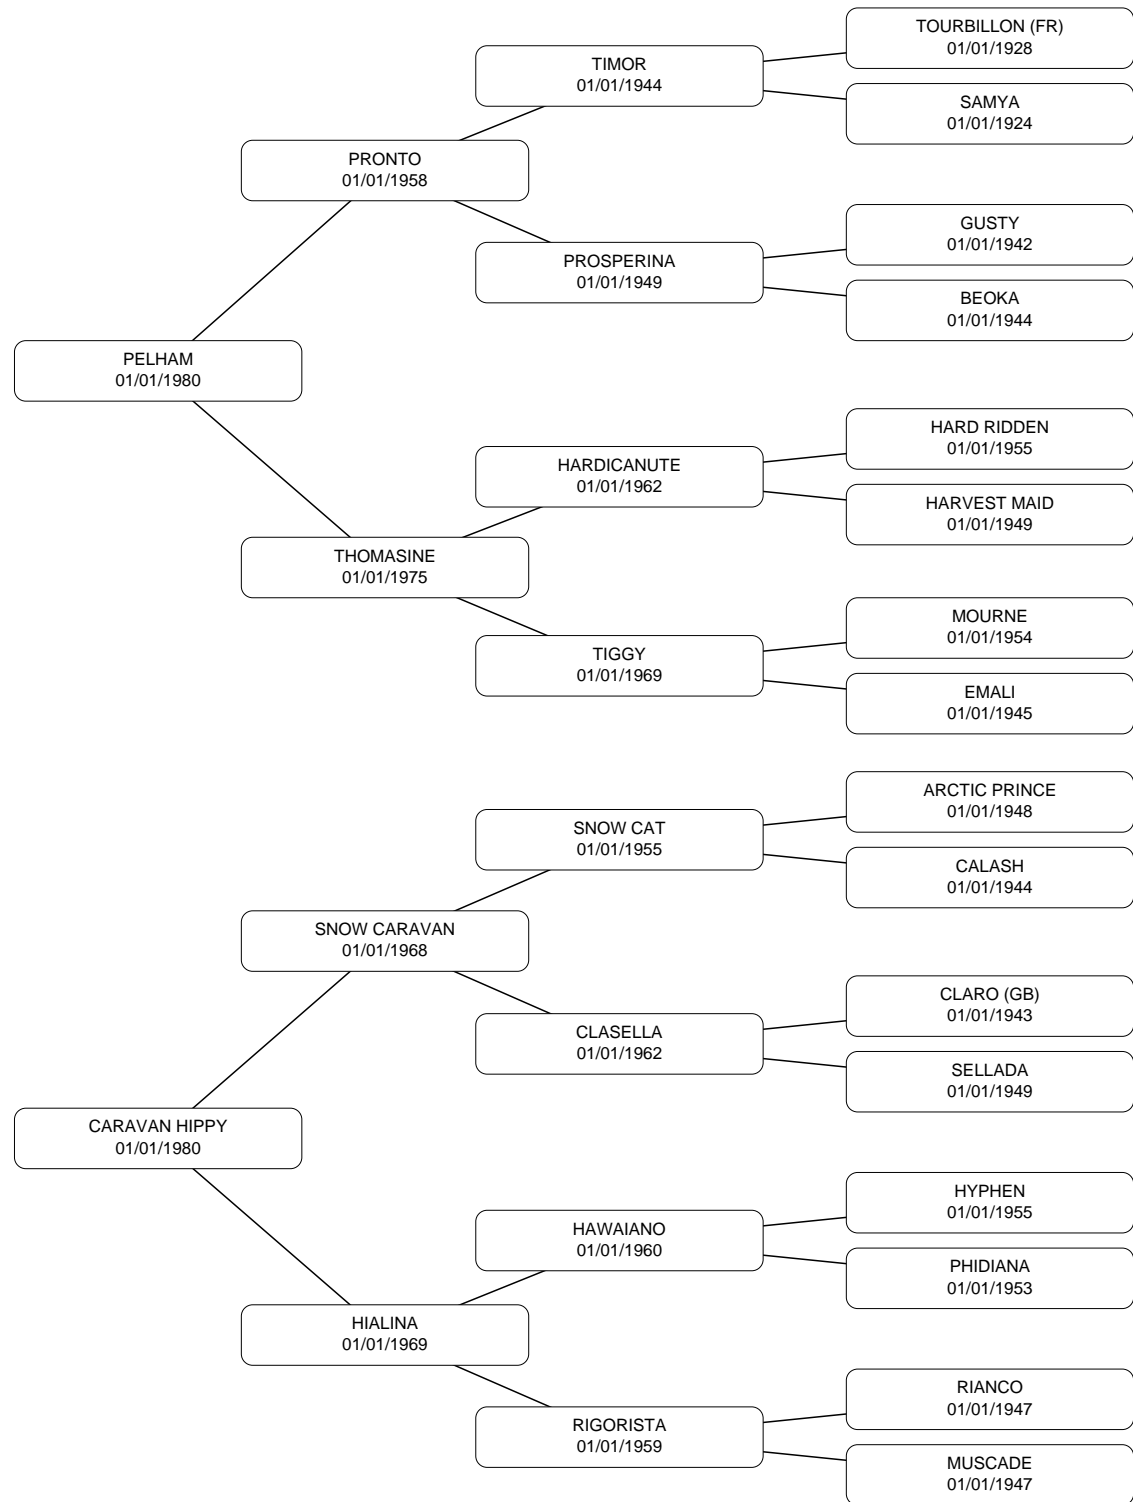 TOURBILLON (FR)
01/01/1928
TIMOR
01/01/1944
SAMYA
01/01/1924
PRONTO
01/01/1958
GUSTY
01/01/1942
PROSPERINA
01/01/1949
BEOKA
01/01/1944
PELHAM
01/01/1980
HARD RIDDEN
01/01/1955
HARDICANUTE
01/01/1962
HARVEST MAID
01/01/1949
THOMASINE
01/01/1975
MOURNE
01/01/1954
TIGGY
01/01/1969
EMALI
01/01/1945
ARCTIC PRINCE
01/01/1948
SNOW CAT
01/01/1955
CALASH
01/01/1944
SNOW CARAVAN
01/01/1968
CLARO (GB)
01/01/1943
CLASELLA
01/01/1962
SELLADA
01/01/1949
CARAVAN HIPPY
01/01/1980
HYPHEN
01/01/1955
HAWAIANO
01/01/1960
PHIDIANA
01/01/1953
HIALINA
01/01/1969
RIANCO
01/01/1947
RIGORISTA
01/01/1959
MUSCADE
01/01/1947